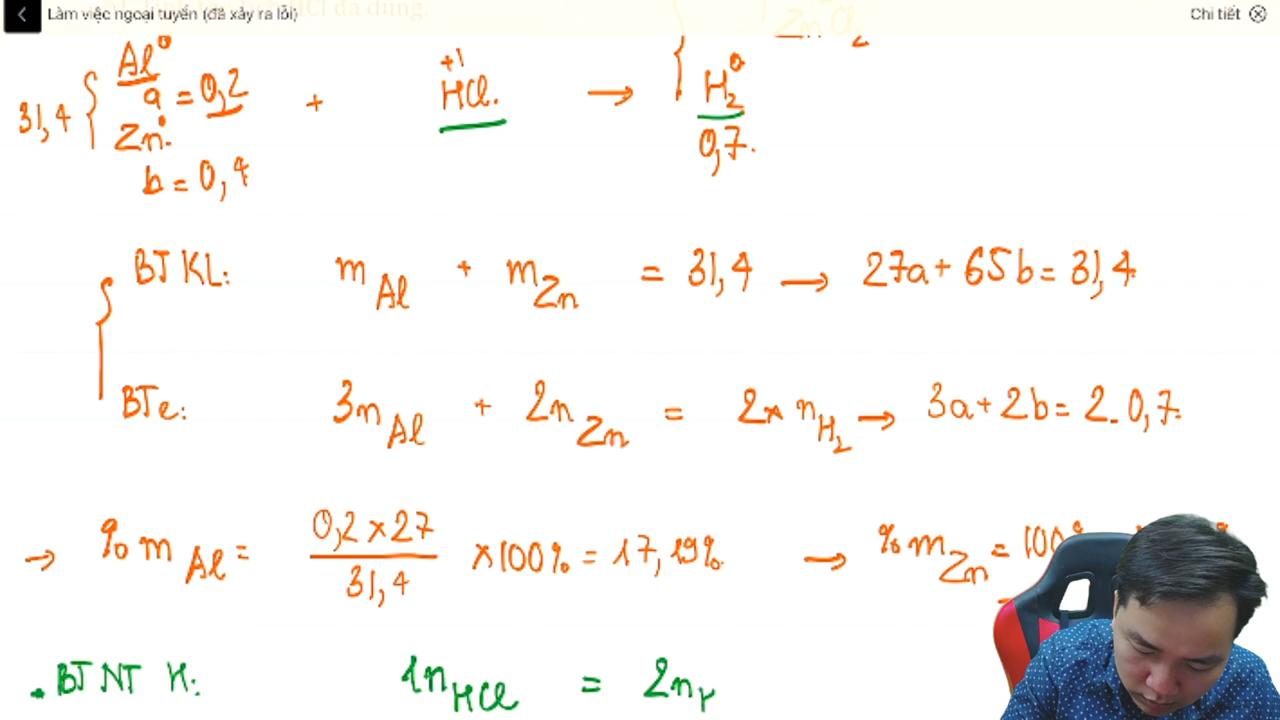 Làm việc ngoại tuyến (đã xảy ra lỗi)
Chi tiết
31,4 { Al⁰ a = 0,2 + HCl. → { H₂⁰ 0,7.
Zn⁰ b = 0,4
BTKL: m Al + m Zn = 31,4 → 27a + 65b = 31,4
BTe: 3n Al + 2n Zn = 2 × n H₂ → 3a + 2b = 2. 0,7.
→ %m Al = 0,2 × 27 / 31,4 × 100% = 17,19% → %m Zn = 100
. BT NT H: 1n HCl = 2n